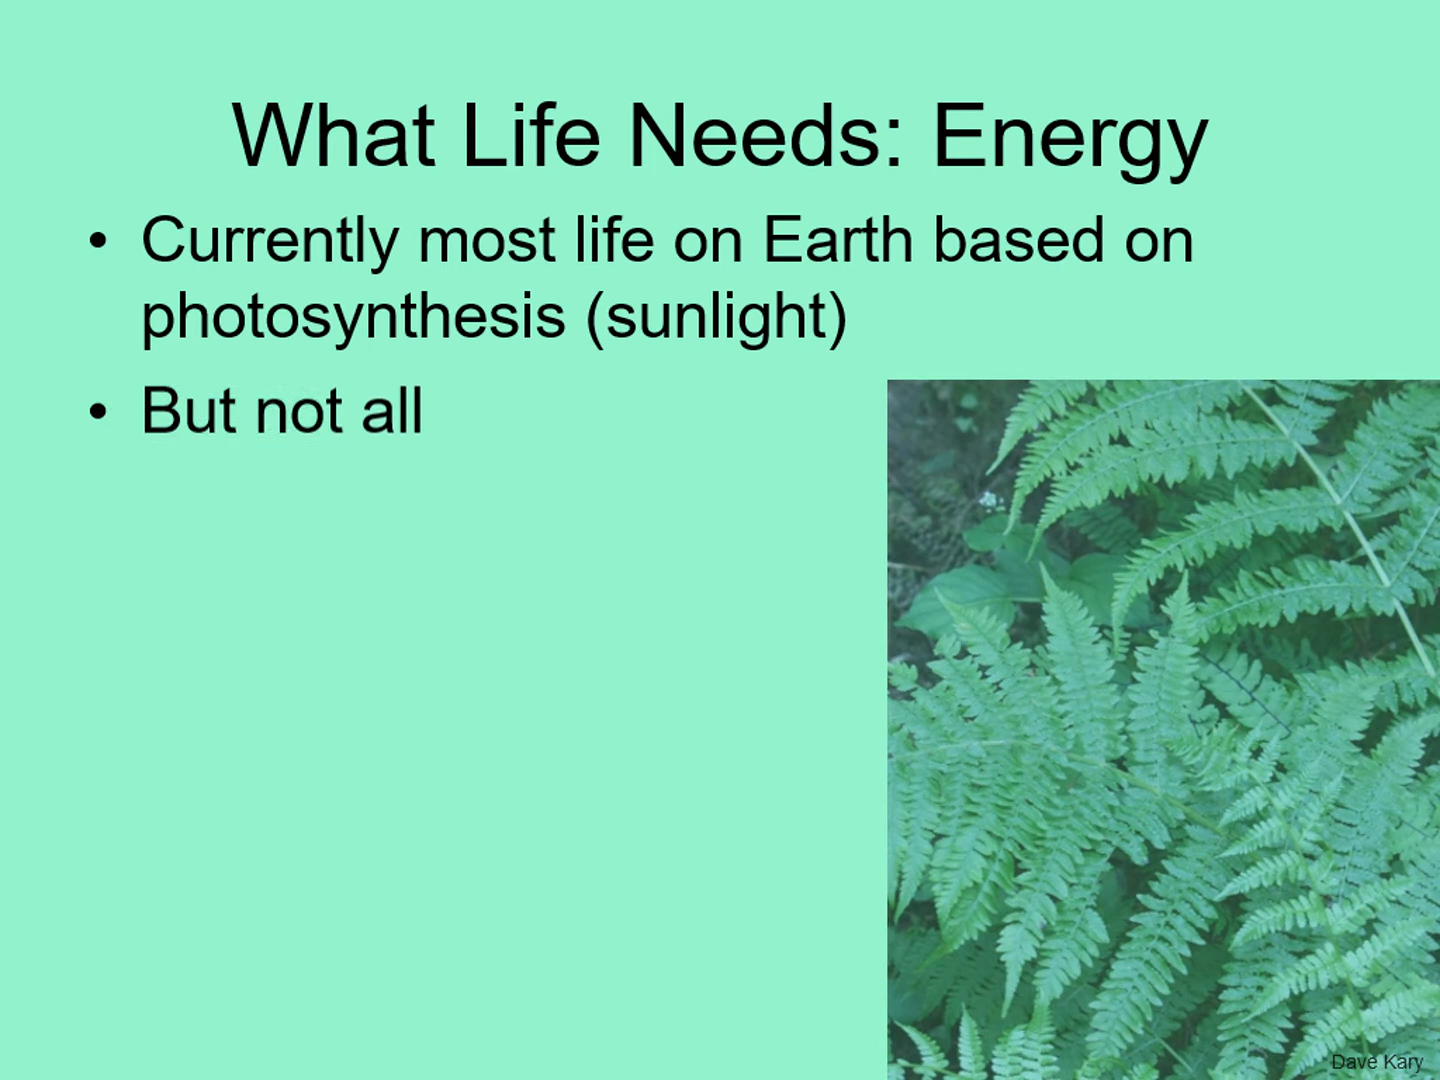 What Life Needs: Energy
• Currently most life on Earth based on
photosynthesis (sunlight)
• But not all
Dave Kary